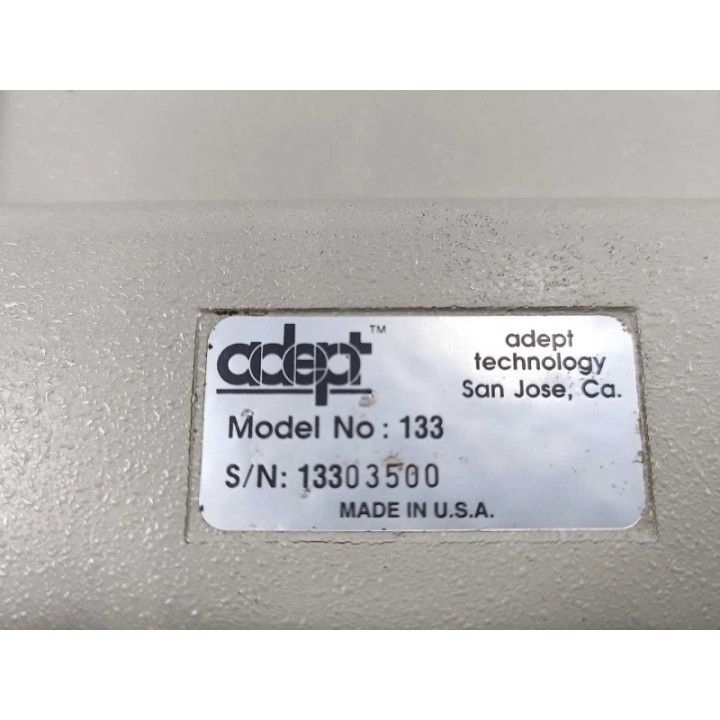 adept™
adept
technology
San Jose, Ca.
Model No: 133
S/N: 13303500
MADE IN U.S.A.